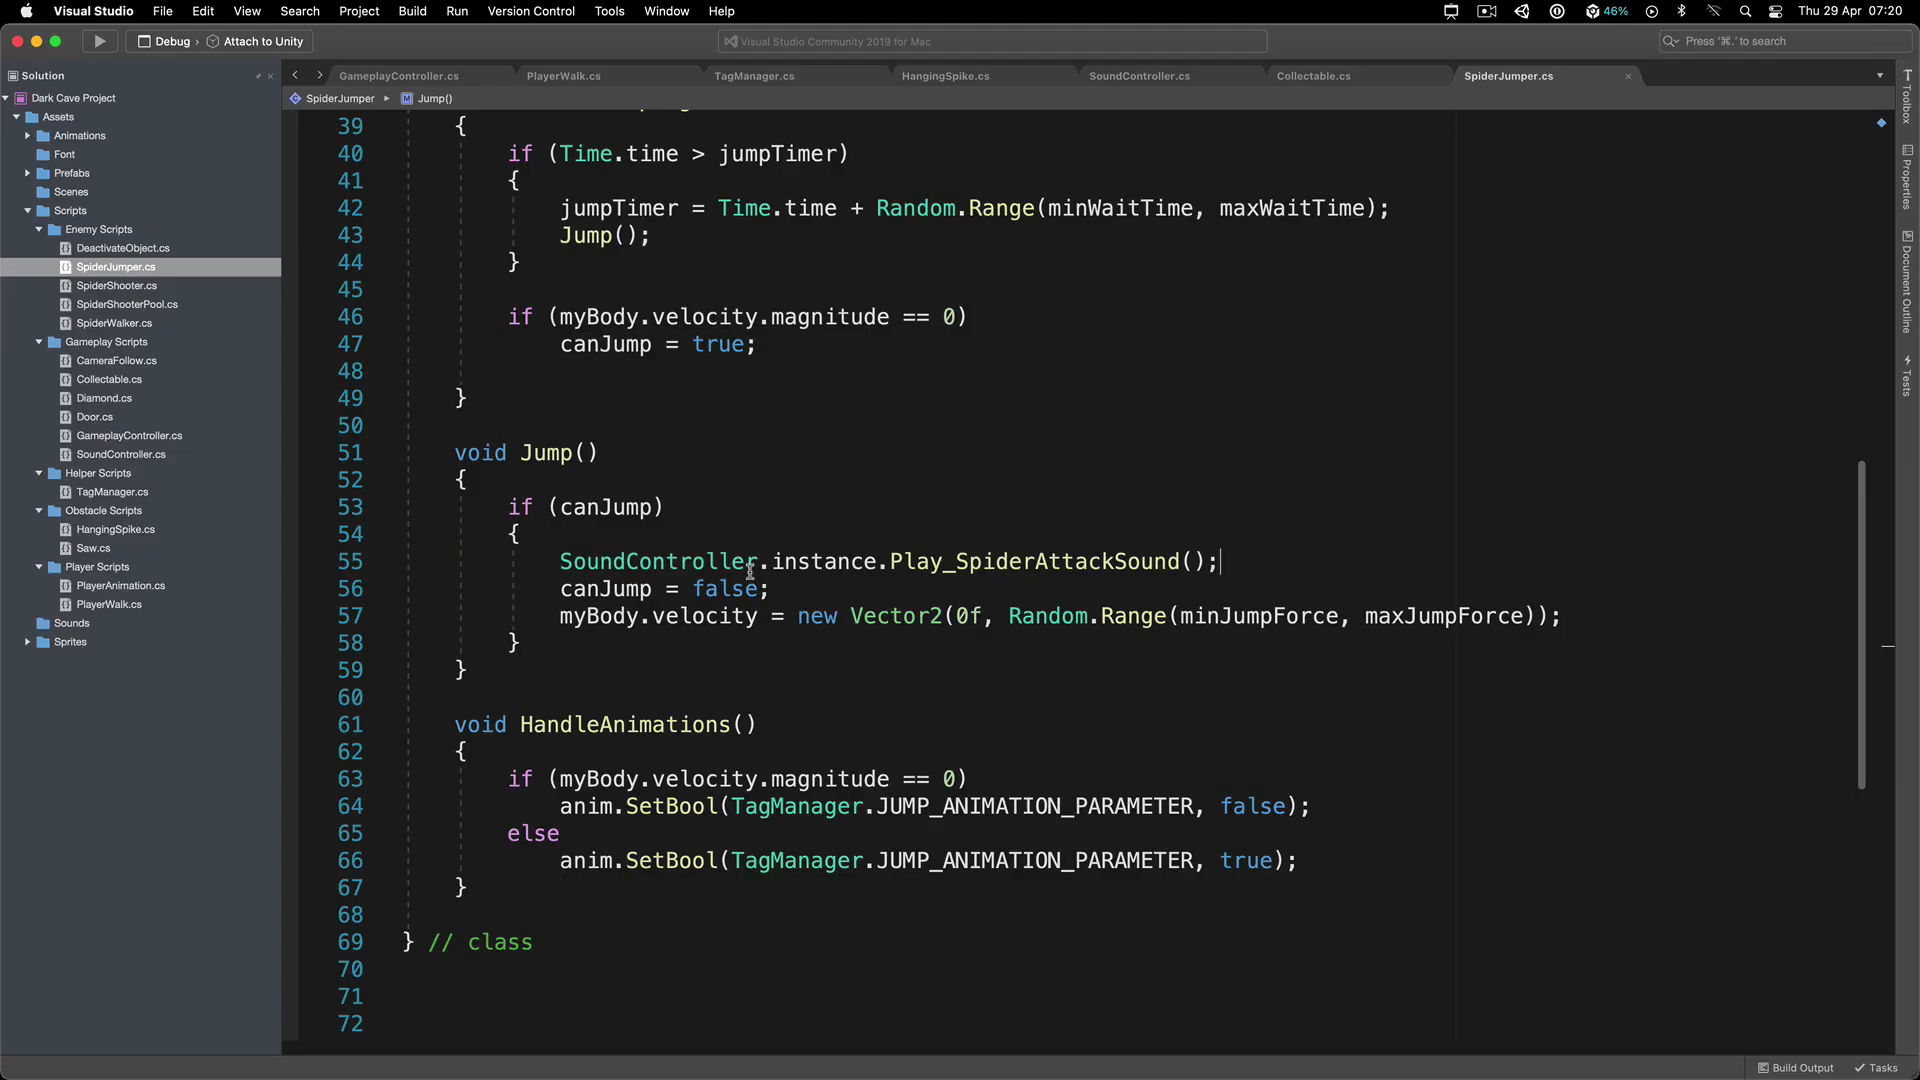 Visual Studio File Edit View Search Project Build Run Version Control Tools Window Help 46% Thu 29 Apr 07:20
Debug › Attach to Unity Visual Studio Community 2019 for Mac Press '⌘.' to search
Solution
GameplayController.cs PlayerWalk.cs TagManager.cs HangingSpike.cs SoundController.cs Collectable.cs SpiderJumper.cs
SpiderJumper Jump()
Dark Cave Project
Assets
Animations
Font
Prefabs
Scenes
Scripts
Enemy Scripts
DeactivateObject.cs
SpiderJumper.cs
SpiderShooter.cs
SpiderShooterPool.cs
SpiderWalker.cs
Gameplay Scripts
CameraFollow.cs
Collectable.cs
Diamond.cs
Door.cs
GameplayController.cs
SoundController.cs
Helper Scripts
TagManager.cs
Obstacle Scripts
HangingSpike.cs
Saw.cs
Player Scripts
PlayerAnimation.cs
PlayerWalk.cs
Sounds
Sprites
39 {
40 if (Time.time > jumpTimer)
41 {
42 jumpTimer = Time.time + Random.Range(minWaitTime, maxWaitTime);
43 Jump();
44 }
45
46 if (myBody.velocity.magnitude == 0)
47 canJump = true;
48
49 }
50
51 void Jump()
52 {
53 if (canJump)
54 {
55 SoundController.instance.Play_SpiderAttackSound();
56 canJump = false;
57 myBody.velocity = new Vector2(0f, Random.Range(minJumpForce, maxJumpForce));
58 }
59 }
60
61 void HandleAnimations()
62 {
63 if (myBody.velocity.magnitude == 0)
64 anim.SetBool(TagManager.JUMP_ANIMATION_PARAMETER, false);
65 else
66 anim.SetBool(TagManager.JUMP_ANIMATION_PARAMETER, true);
67 }
68
69 } // class
70
71
72
Toolbox
Properties
Document Outline
Tests
Build Output Tasks